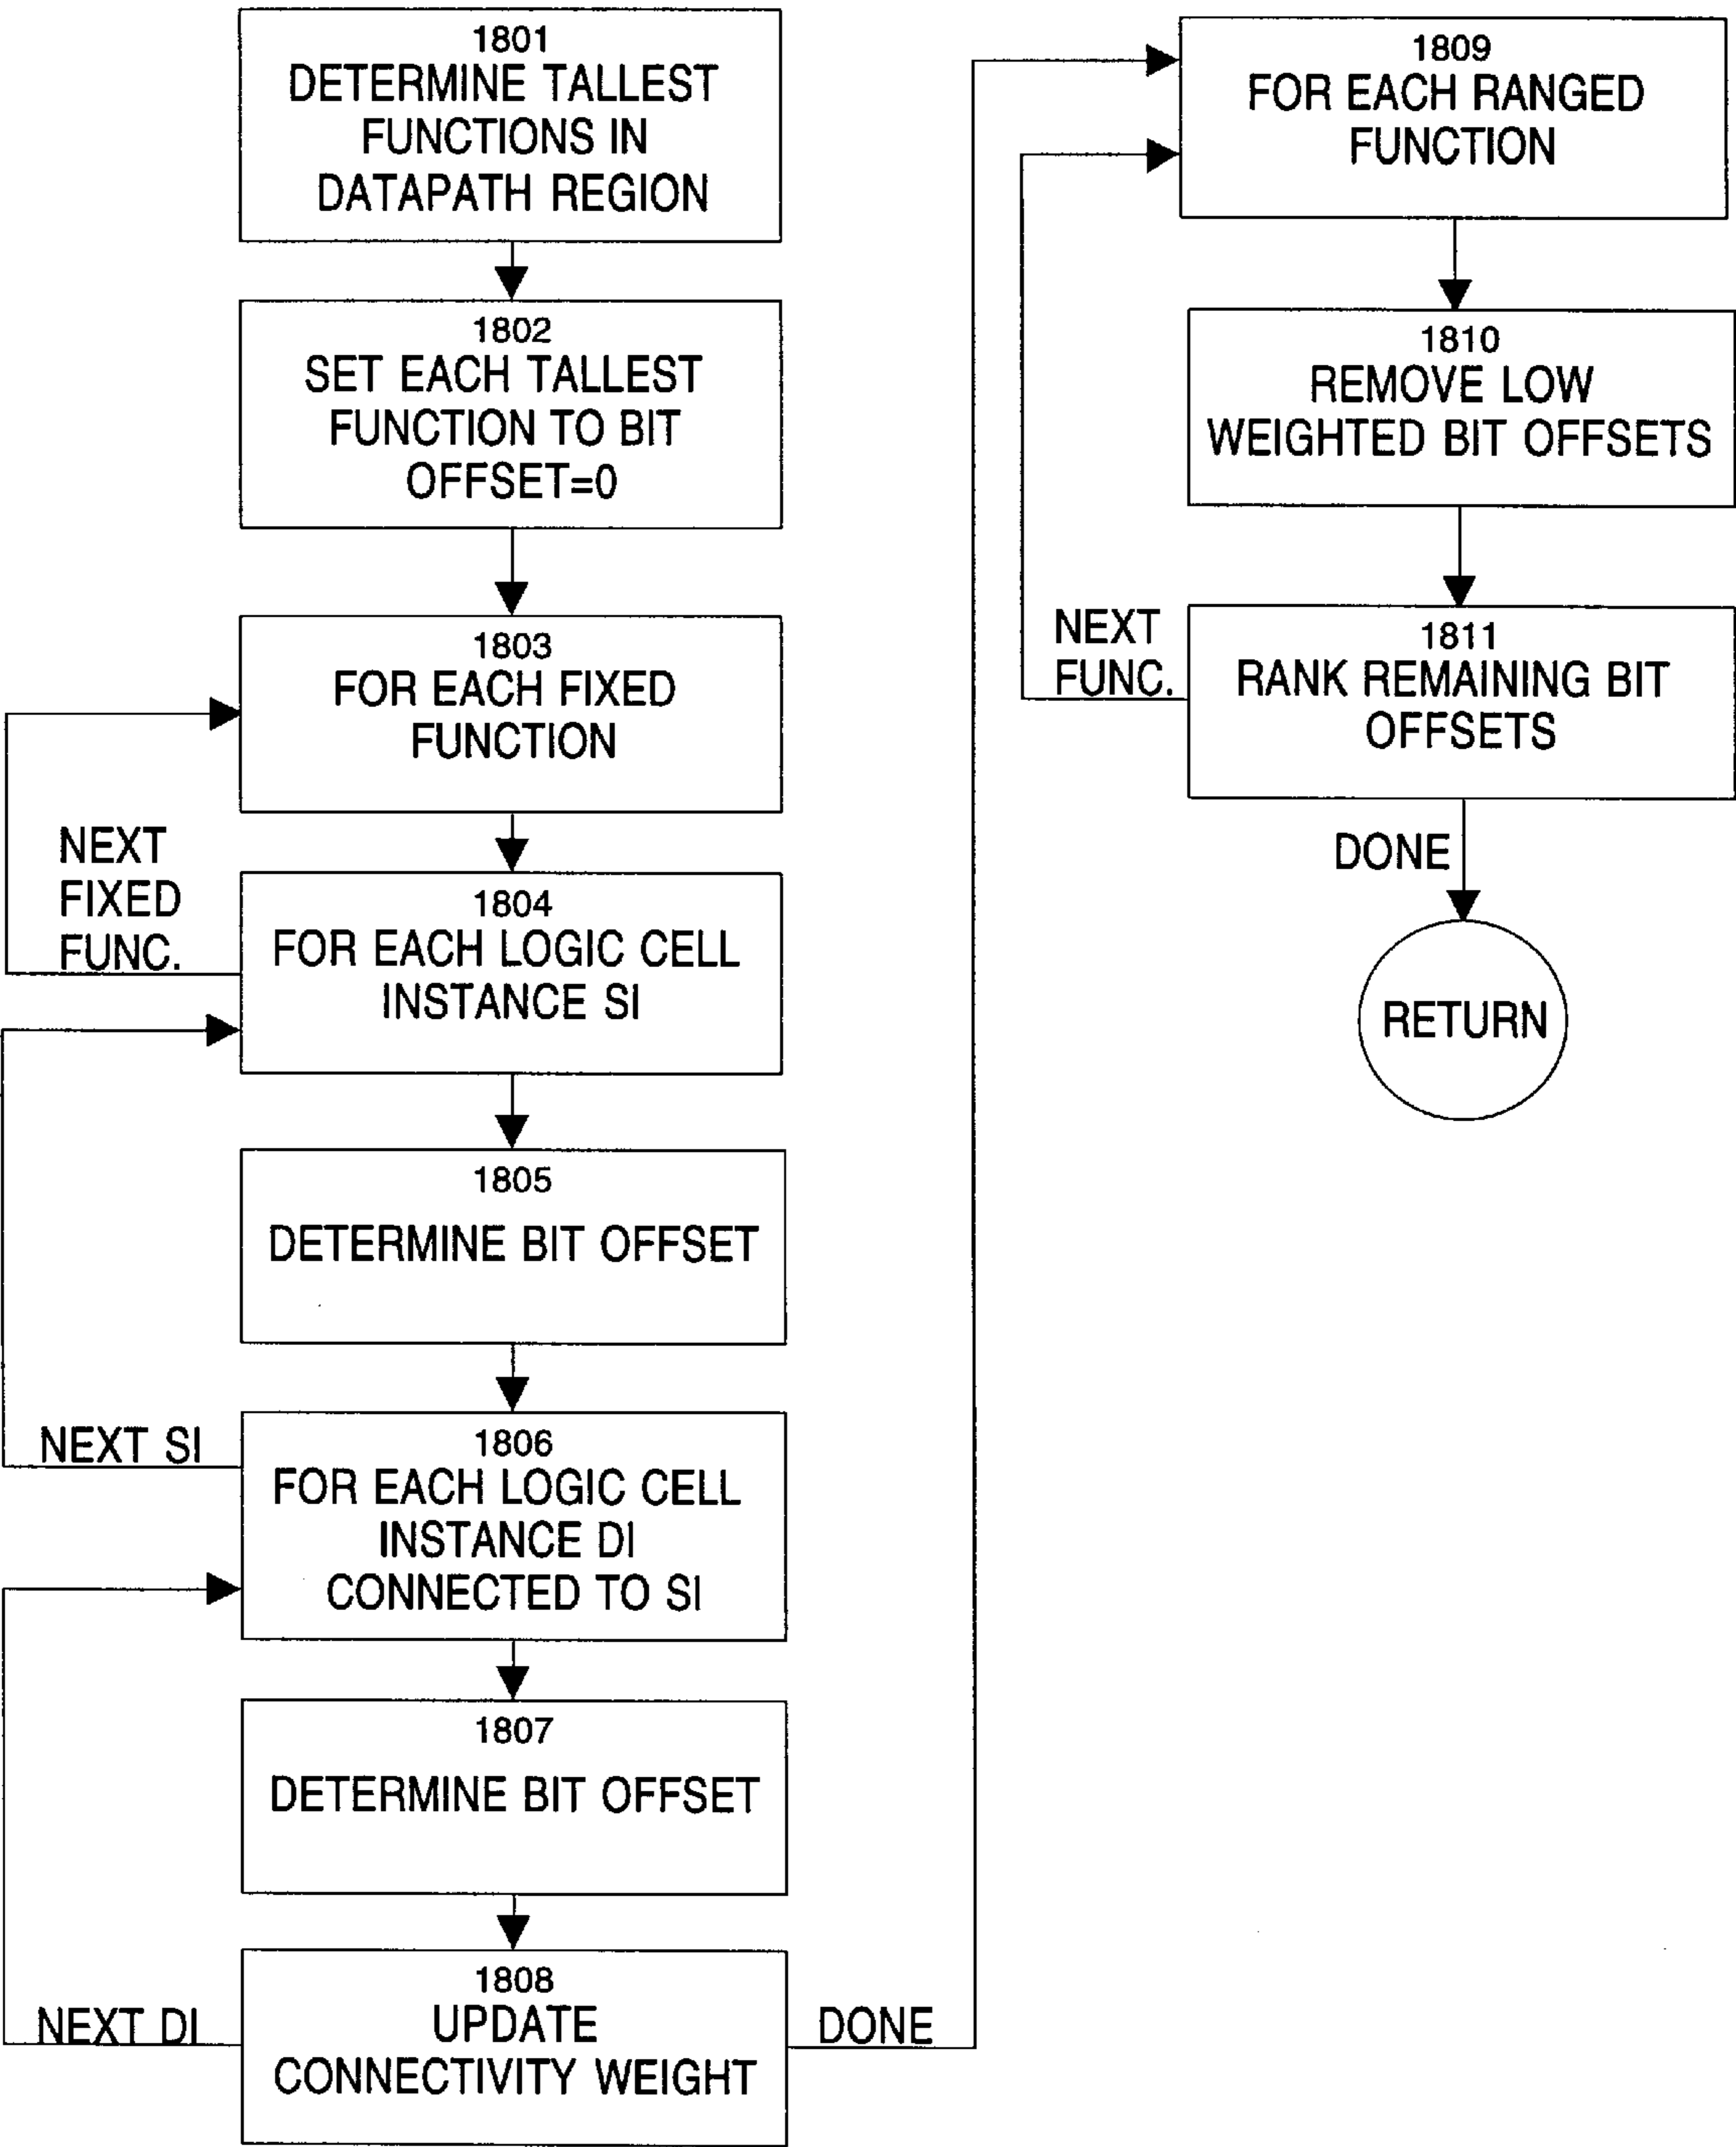 1801
DETERMINE TALLEST
FUNCTIONS IN
DATAPATH REGION
1802
SET EACH TALLEST
FUNCTION TO BIT
OFFSET=0
1803
FOR EACH FIXED
FUNCTION
NEXT
FIXED
FUNC.
1804
FOR EACH LOGIC CELL
INSTANCE SI
1805
DETERMINE BIT OFFSET
NEXT SI
1806
FOR EACH LOGIC CELL
INSTANCE DI
CONNECTED TO SI
1807
DETERMINE BIT OFFSET
NEXT DI
1808
UPDATE
CONNECTIVITY WEIGHT
DONE
1809
FOR EACH RANGED
FUNCTION
1810
REMOVE LOW
WEIGHTED BIT OFFSETS
NEXT
FUNC.
1811
RANK REMAINING BIT
OFFSETS
DONE
RETURN